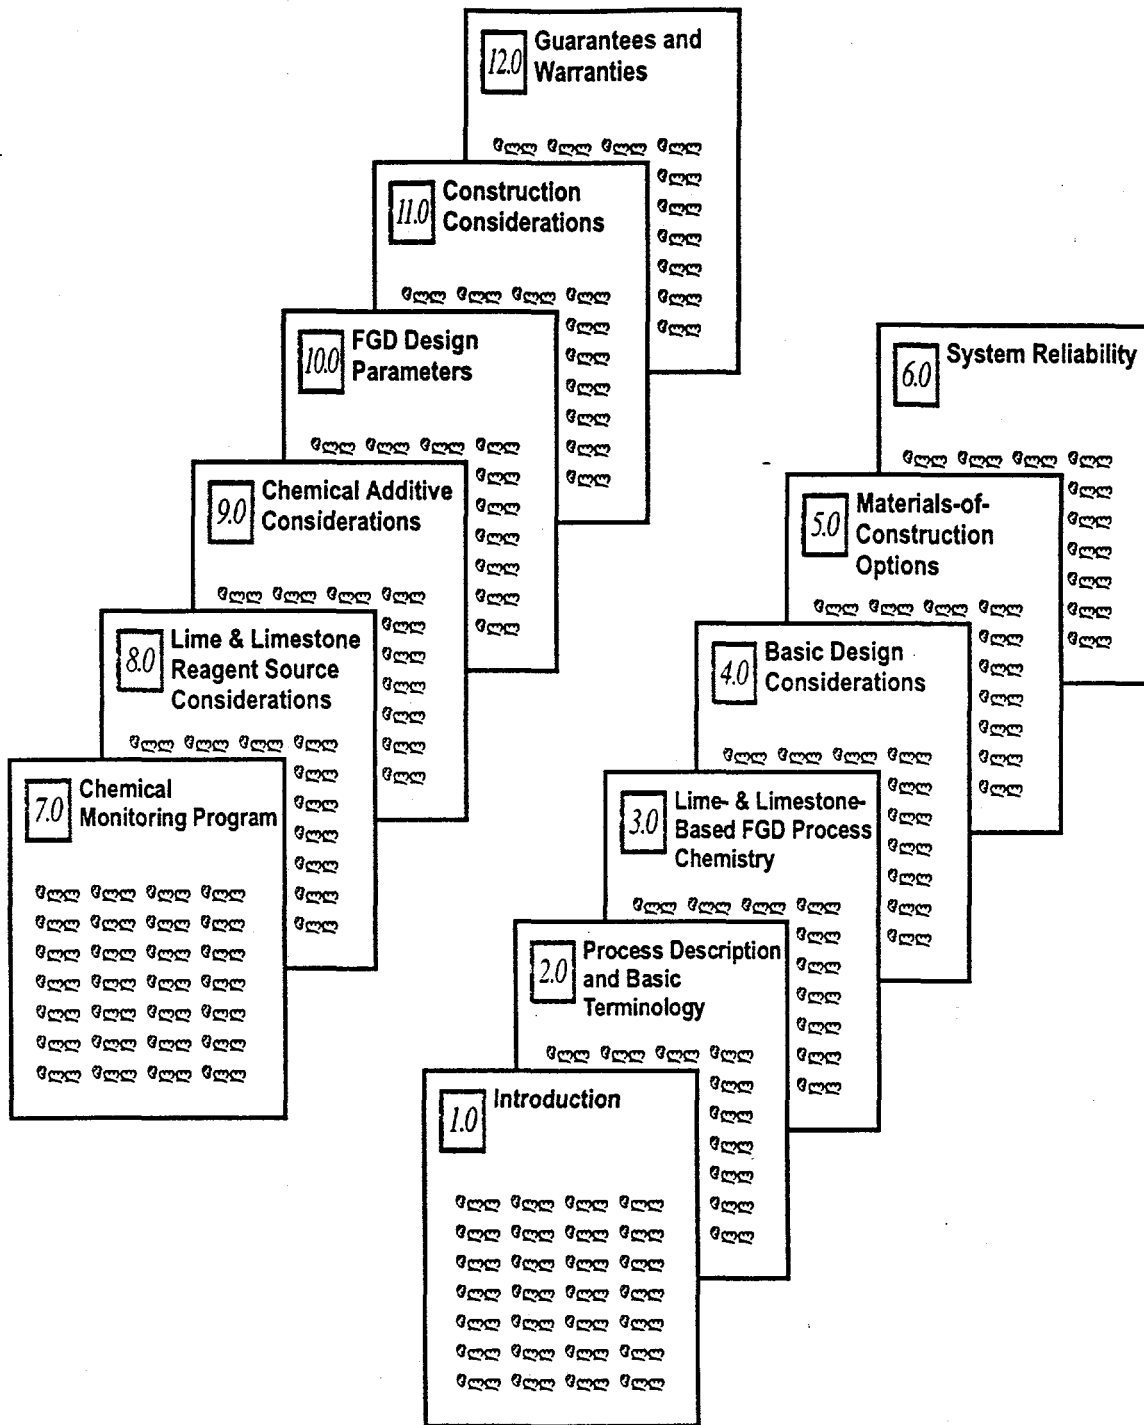 12.0
Guarantees and
Warranties
11.0
Construction
Considerations
10.0
FGD Design
Parameters
9.0
Chemical Additive
Considerations
8.0
Lime & Limestone
Reagent Source
Considerations
7.0
Chemical
Monitoring Program
6.0
System Reliability
5.0
Materials-of-
Construction
Options
4.0
Basic Design
Considerations
3.0
Lime- & Limestone-
Based FGD Process
Chemistry
2.0
Process Description
and Basic
Terminology
1.0
Introduction